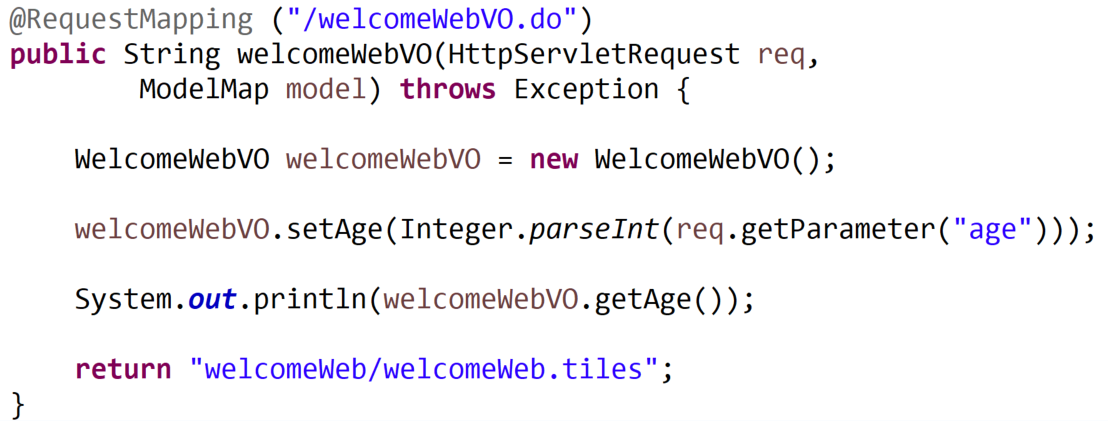 @RequestMapping ("/welcomeWebVO.do")
public String welcomeWebVO(HttpServletRequest req,
        ModelMap model) throws Exception {
    WelcomeWebVO welcomeWebVO = new WelcomeWebVO();
    welcomeWebVO.setAge(Integer.parseInt(req.getParameter("age")));
    System.out.println(welcomeWebVO.getAge());
    return "welcomeWeb/welcomeWeb.tiles";
}